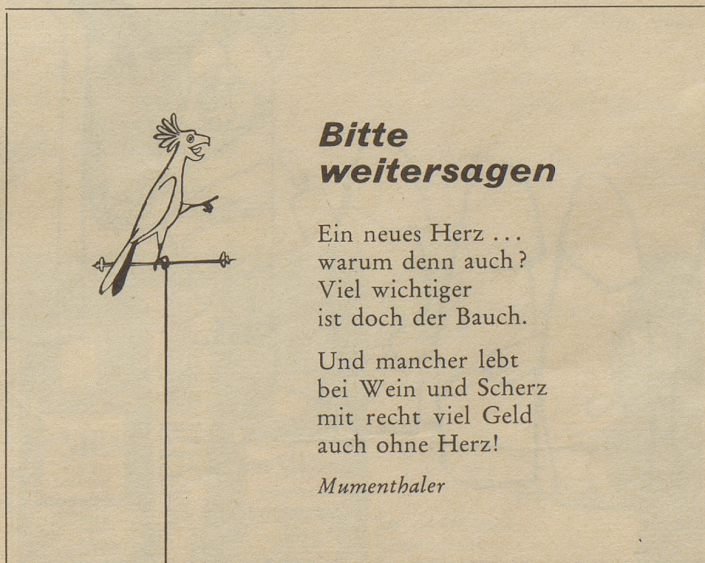 Bitte
weitersagen
Ein neues Herz ...
warum denn auch?
Viel wichtiger
ist doch der Bauch.
Und mancher lebt
bei Wein und Scherz
mit recht viel Geld
auch ohne Herz!
Mumenthaler